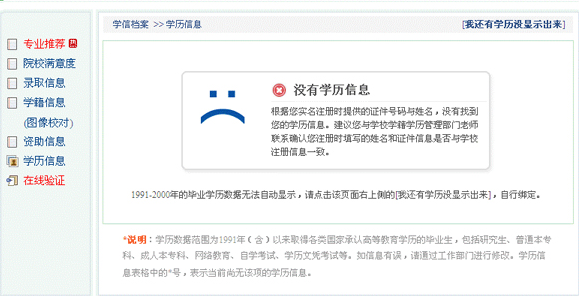 学信档案 >> 学历信息
[我还有学历没显示出来]
专业推荐
院校满意度
录取信息
学籍信息
(图像校对)
资助信息
学历信息
在线验证
没有学历信息
根据您实名注册时提供的证件号码与姓名，没有找到
您的学历信息。建议您与学校学籍学历管理部门老师
联系确认您注册时填写的姓名和证件信息是否与学校
注册信息一致。
1991-2000年的毕业学历数据无法自动显示，请点击该页面右上侧的[我还有学历没显示出来]，自行绑定。
*说明：学历数据范围为1991年（含）以来取得各类国家承认高等教育学历的毕业生，包括研究生、普通本专
科、成人本专科、网络教育、自学考试、学历文凭考试等。如信息有误，请通过工作部门进行修改。学历信
息表格中的*号，表示当前尚无该项的学历信息。